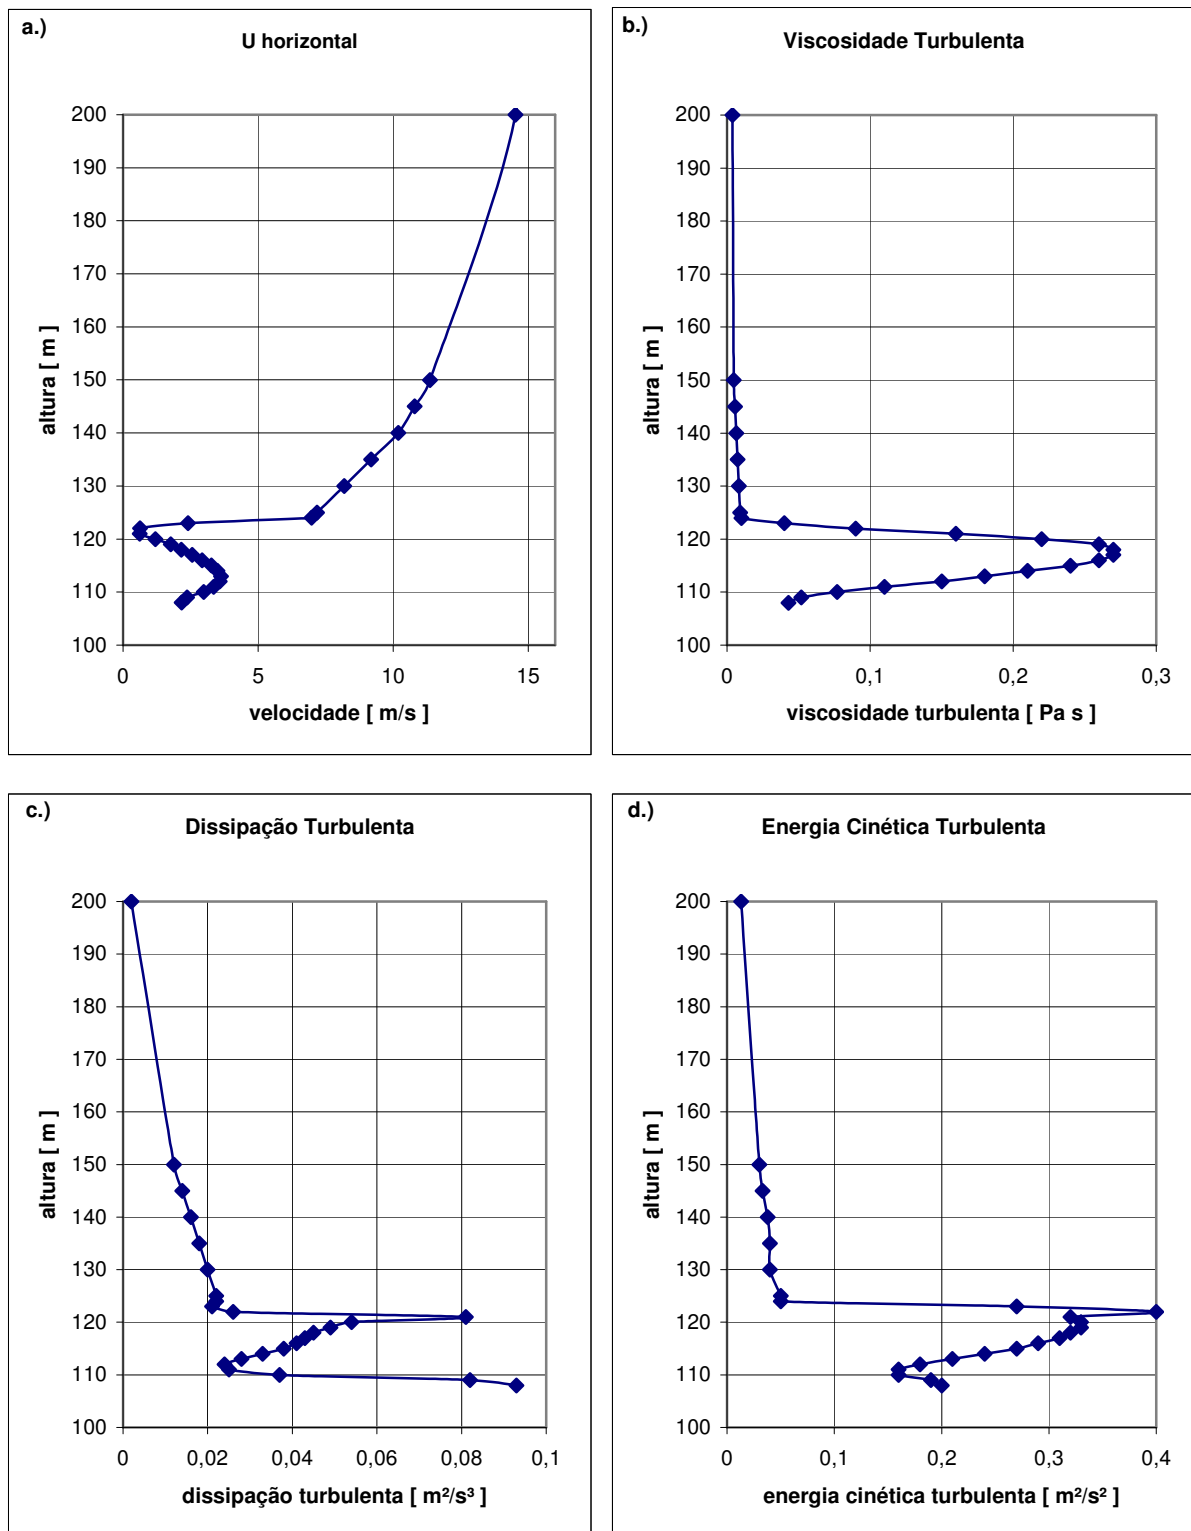 a.)
U horizontal
200
190
180
170
160
150
140
130
120
110
100
altura [ m ]
0 5 10 15
velocidade [ m/s ]
b.)
Viscosidade Turbulenta
200
190
180
170
160
150
140
130
120
110
100
altura [ m ]
0 0,1 0,2 0,3
viscosidade turbulenta [ Pa s ]
c.)
Dissipação Turbulenta
200
190
180
170
160
150
140
130
120
110
100
altura [ m ]
0 0,02 0,04 0,06 0,08 0,1
dissipação turbulenta [ m²/s³ ]
d.)
Energia Cinética Turbulenta
200
190
180
170
160
150
140
130
120
110
100
altura [ m ]
0 0,1 0,2 0,3 0,4
energia cinética turbulenta [ m²/s² ]